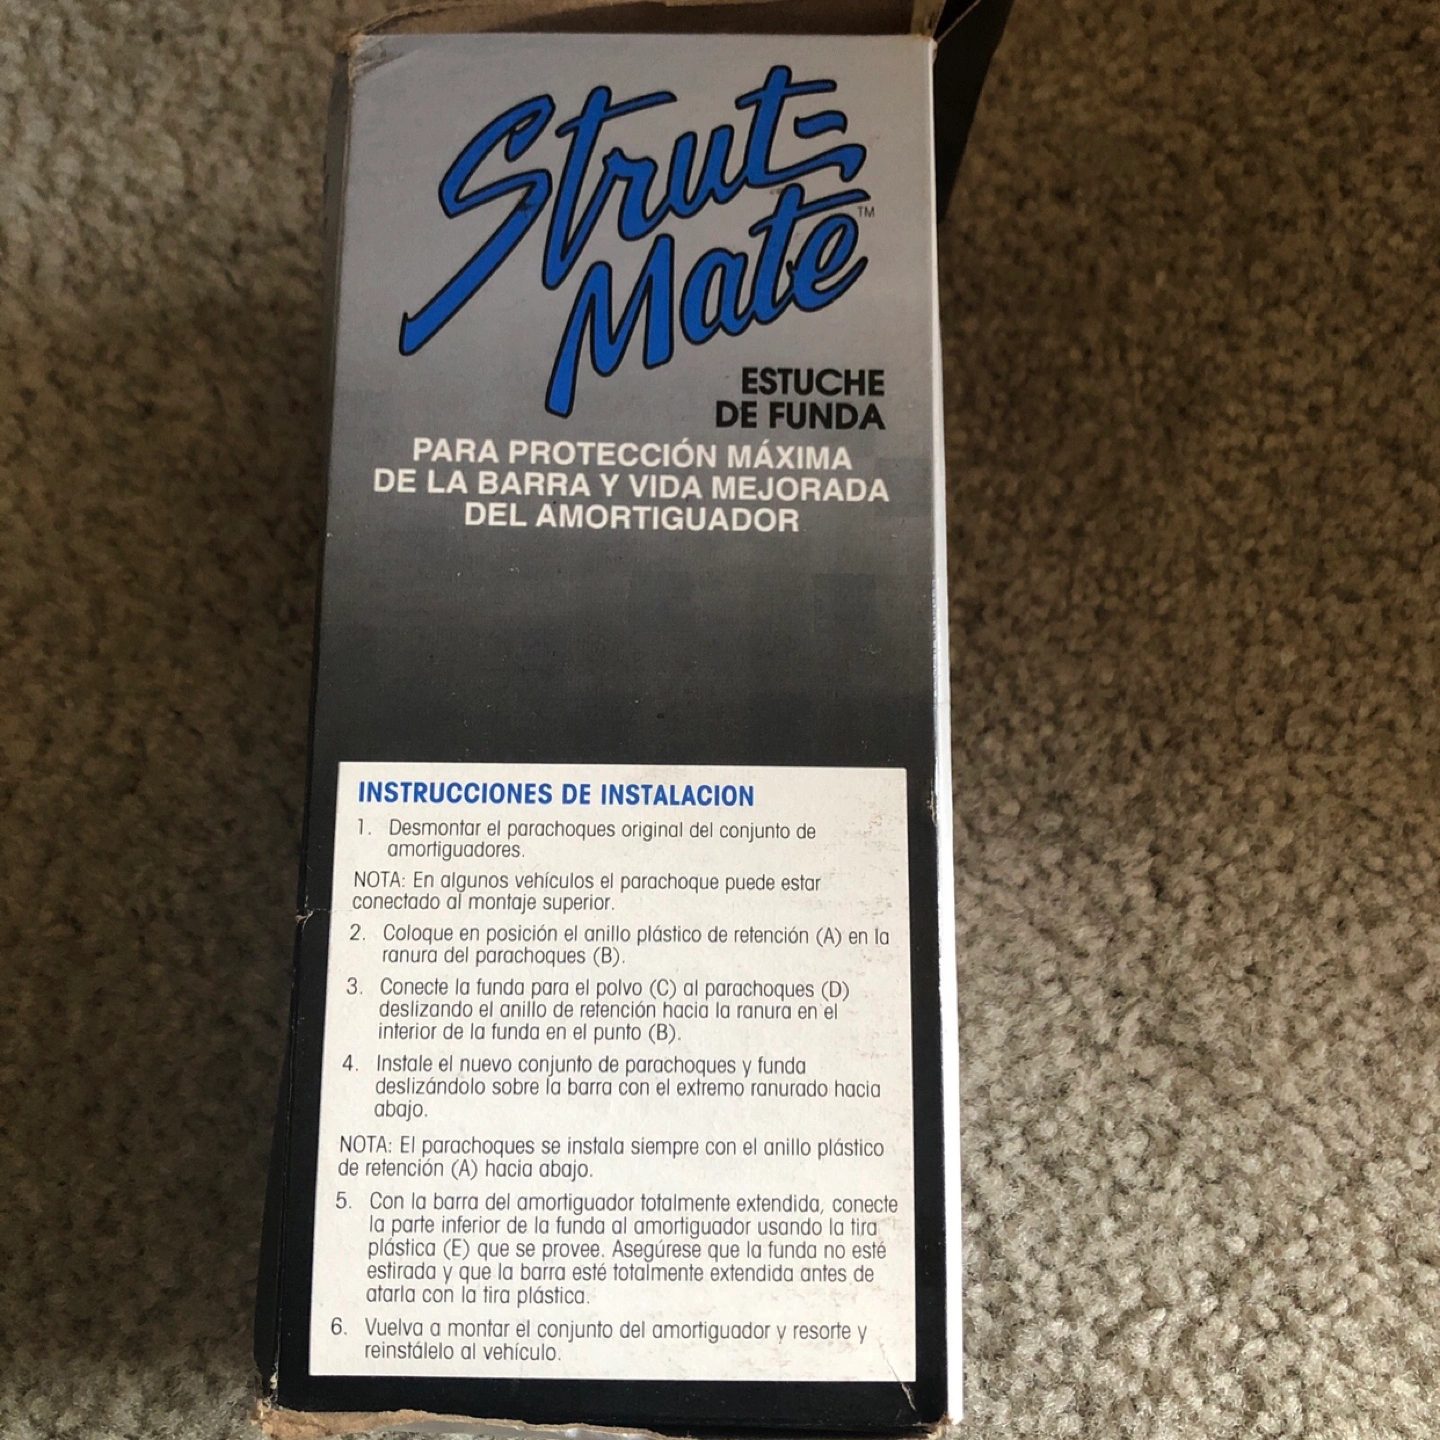 Strut-
Mate™
ESTUCHE
DE FUNDA
PARA PROTECCIÓN MÁXIMA
DE LA BARRA Y VIDA MEJORADA
DEL AMORTIGUADOR
INSTRUCCIONES DE INSTALACION
1. Desmontar el parachoques original del conjunto de
amortiguadores.
NOTA: En algunos vehículos el parachoque puede estar
conectado al montaje superior.
2. Coloque en posición el anillo plástico de retención (A) en la
ranura del parachoques (B).
3. Conecte la funda para el polvo (C) al parachoques (D)
deslizando el anillo de retención hacia la ranura en el
interior de la funda en el punto (B).
4. Instale el nuevo conjunto de parachoques y funda
deslizándolo sobre la barra con el extremo ranurado hacia
abajo.
NOTA: El parachoques se instala siempre con el anillo plástico
de retención (A) hacia abajo.
5. Con la barra del amortiguador totalmente extendida, conecte
la parte inferior de la funda al amortiguador usando la tira
plástica (E) que se provee. Asegúrese que la funda no esté
estirada y que la barra esté totalmente extendida antes de
atarla con la tira plástica.
6. Vuelva a montar el conjunto del amortiguador y resorte y
reinstálelo al vehículo.